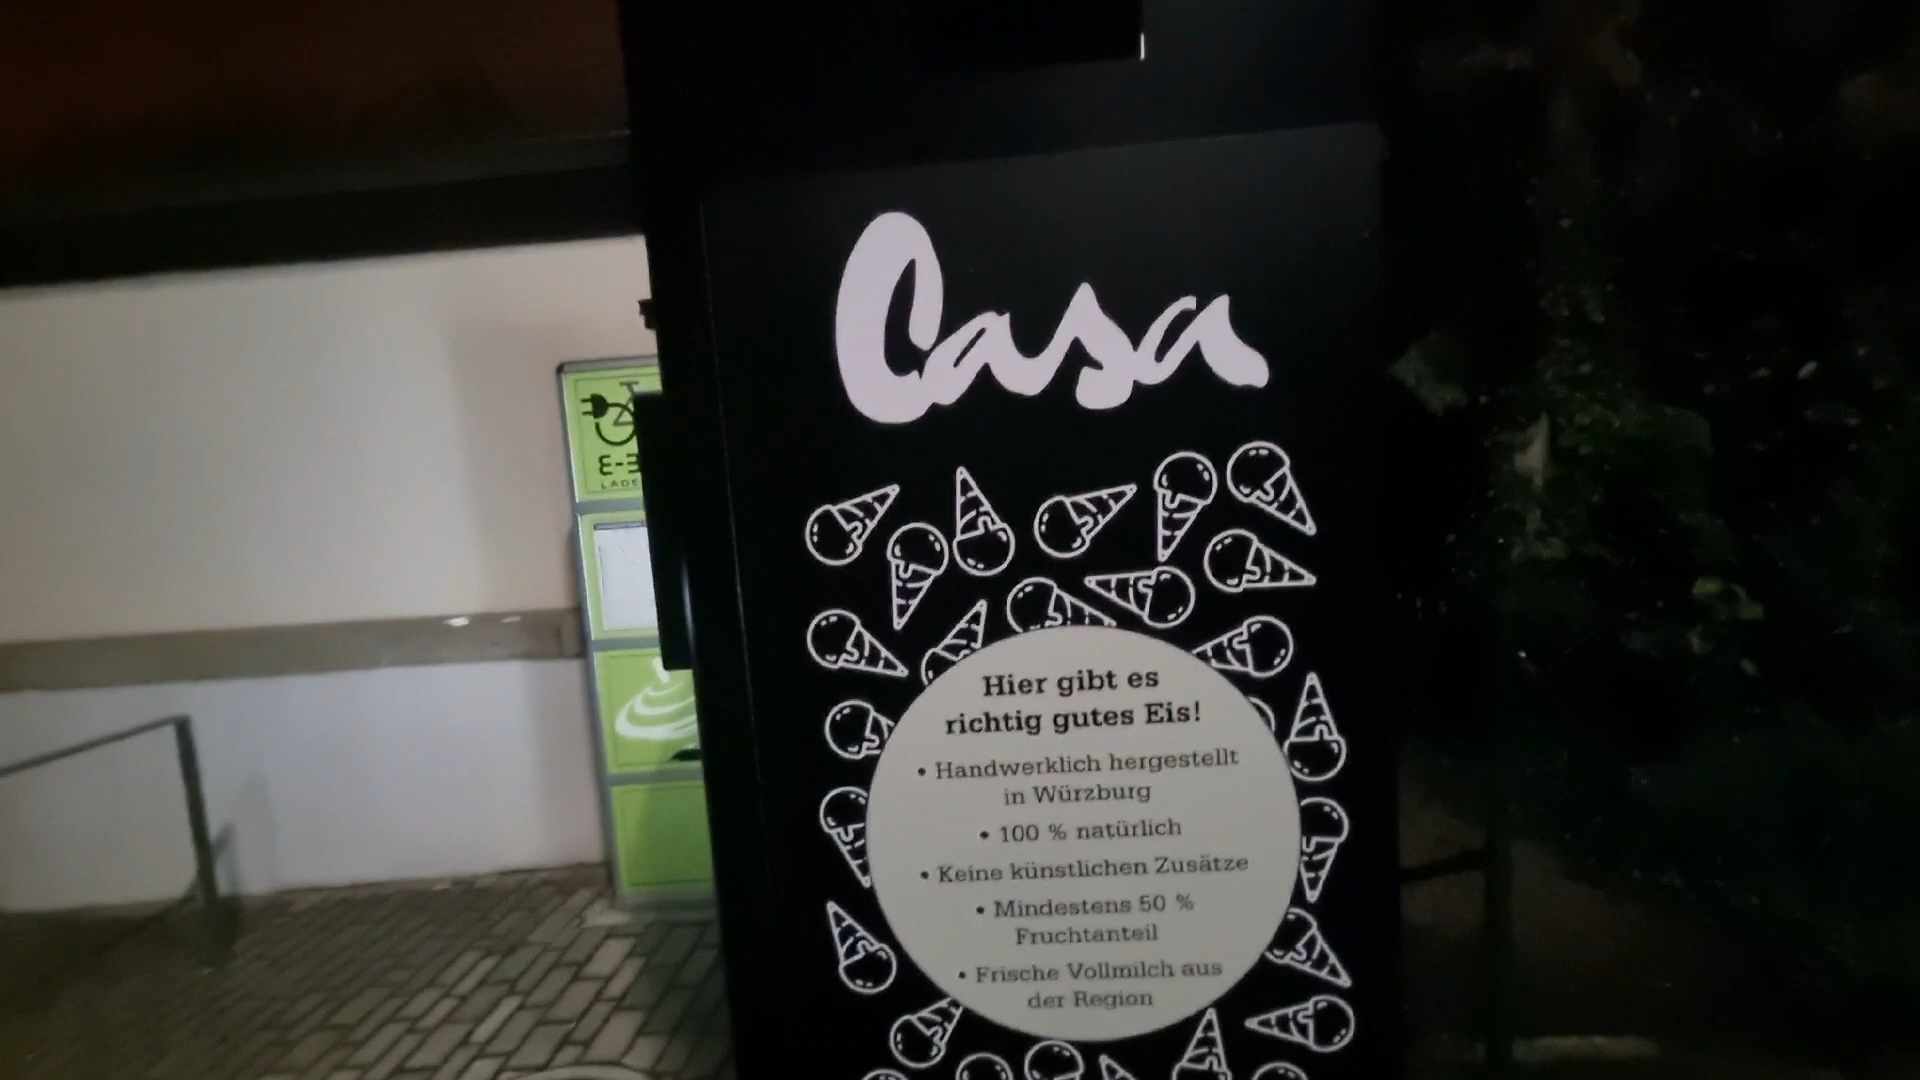 Casa
Hier gibt es
richtig gutes Eis!
• Handwerklich hergestellt
in Würzburg
• 100 % natürlich
• Keine künstlichen Zusätze
• Mindestens 50 %
Fruchtanteil
• Frische Vollmilch aus
der Region